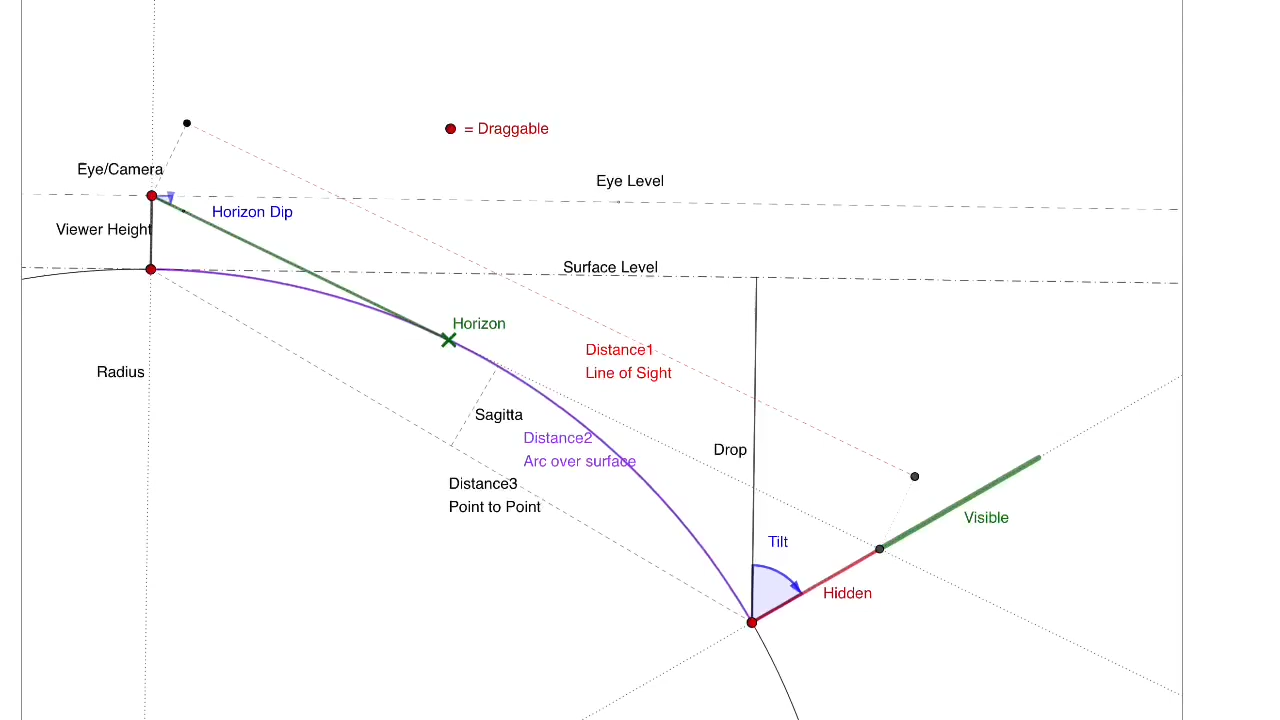 = Draggable
Eye/Camera
Eye Level
Horizon Dip
Viewer Height
Surface Level
Horizon
Distance1
Line of Sight
Radius
Sagitta
Distance2
Arc over surface
Drop
Distance3
Point to Point
Visible
Tilt
Hidden